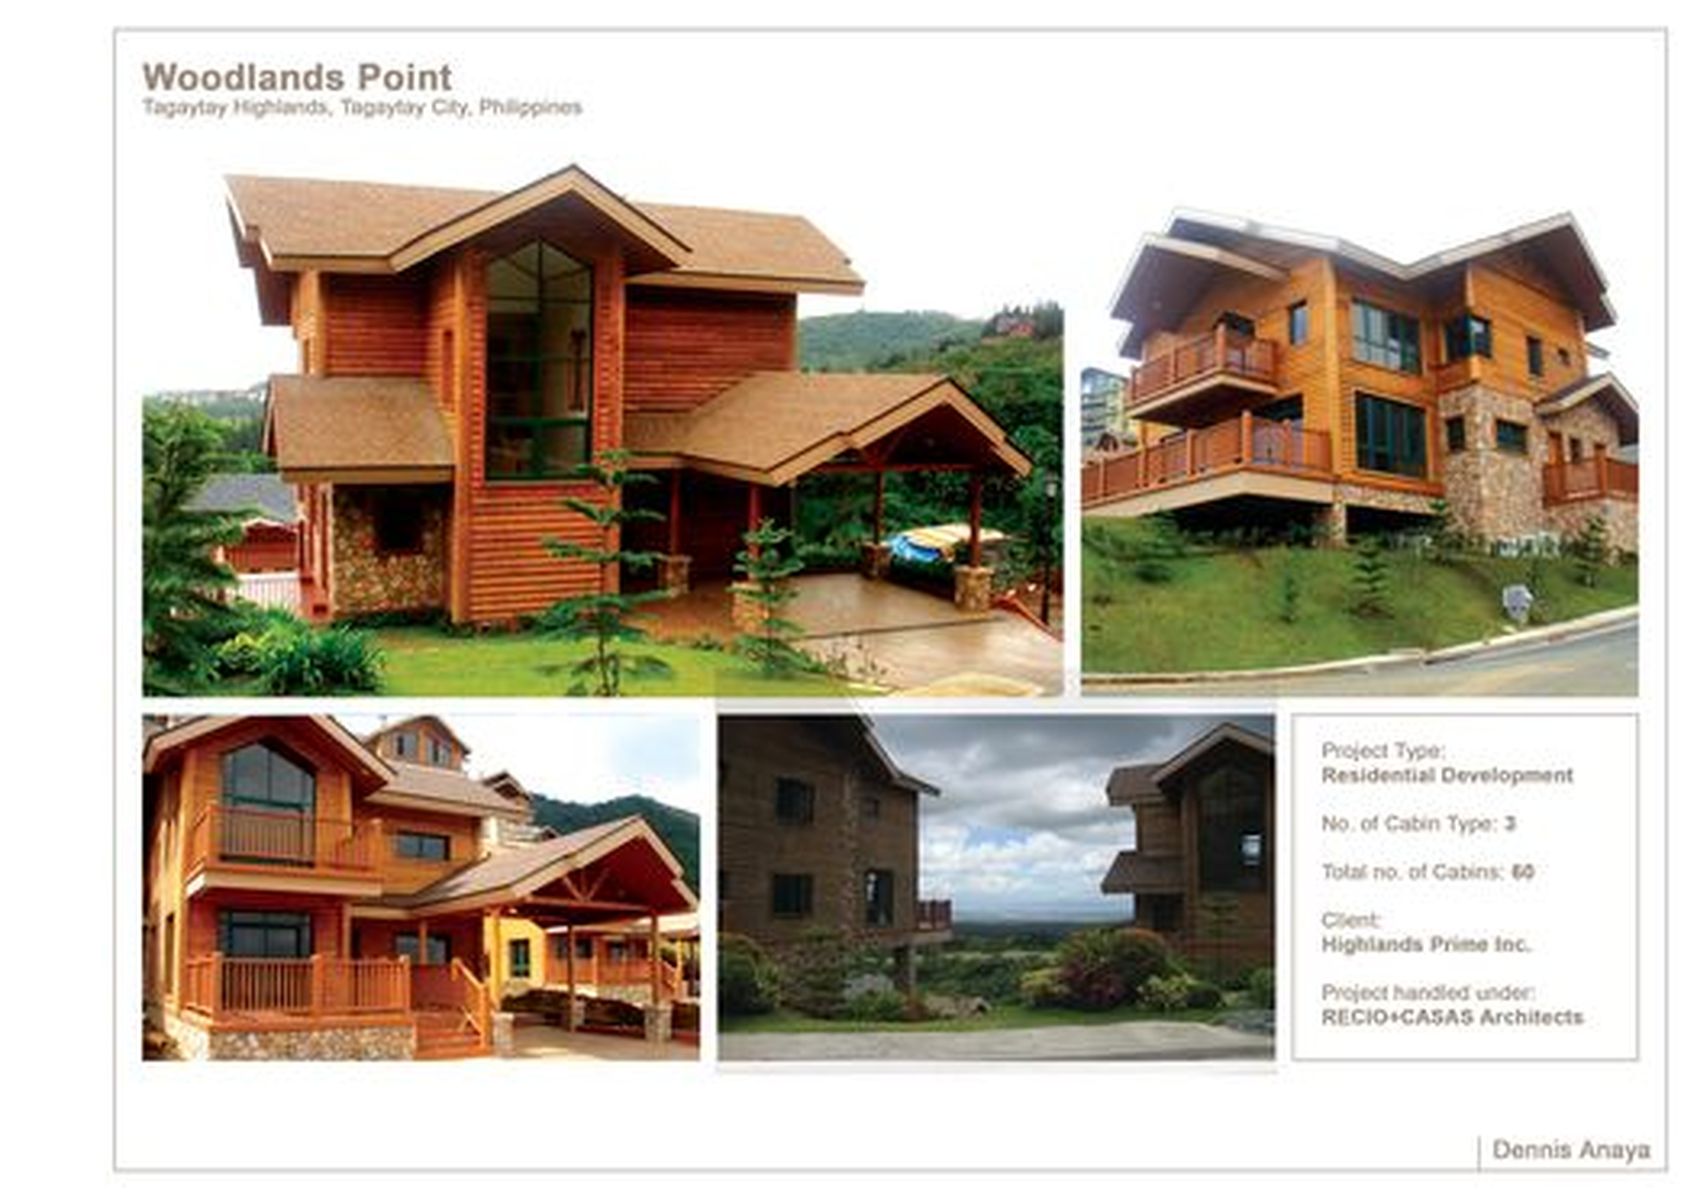 Woodlands Point
Tagaytay Highlands, Tagaytay City, Philippines
Project Type:
Residential Development
No. of Cabin Type: 3
Total no. of Cabins: 60
Client:
Highlands Prime Inc.
Project handled under:
RECIO+CASAS Architects
Dennis Anaya